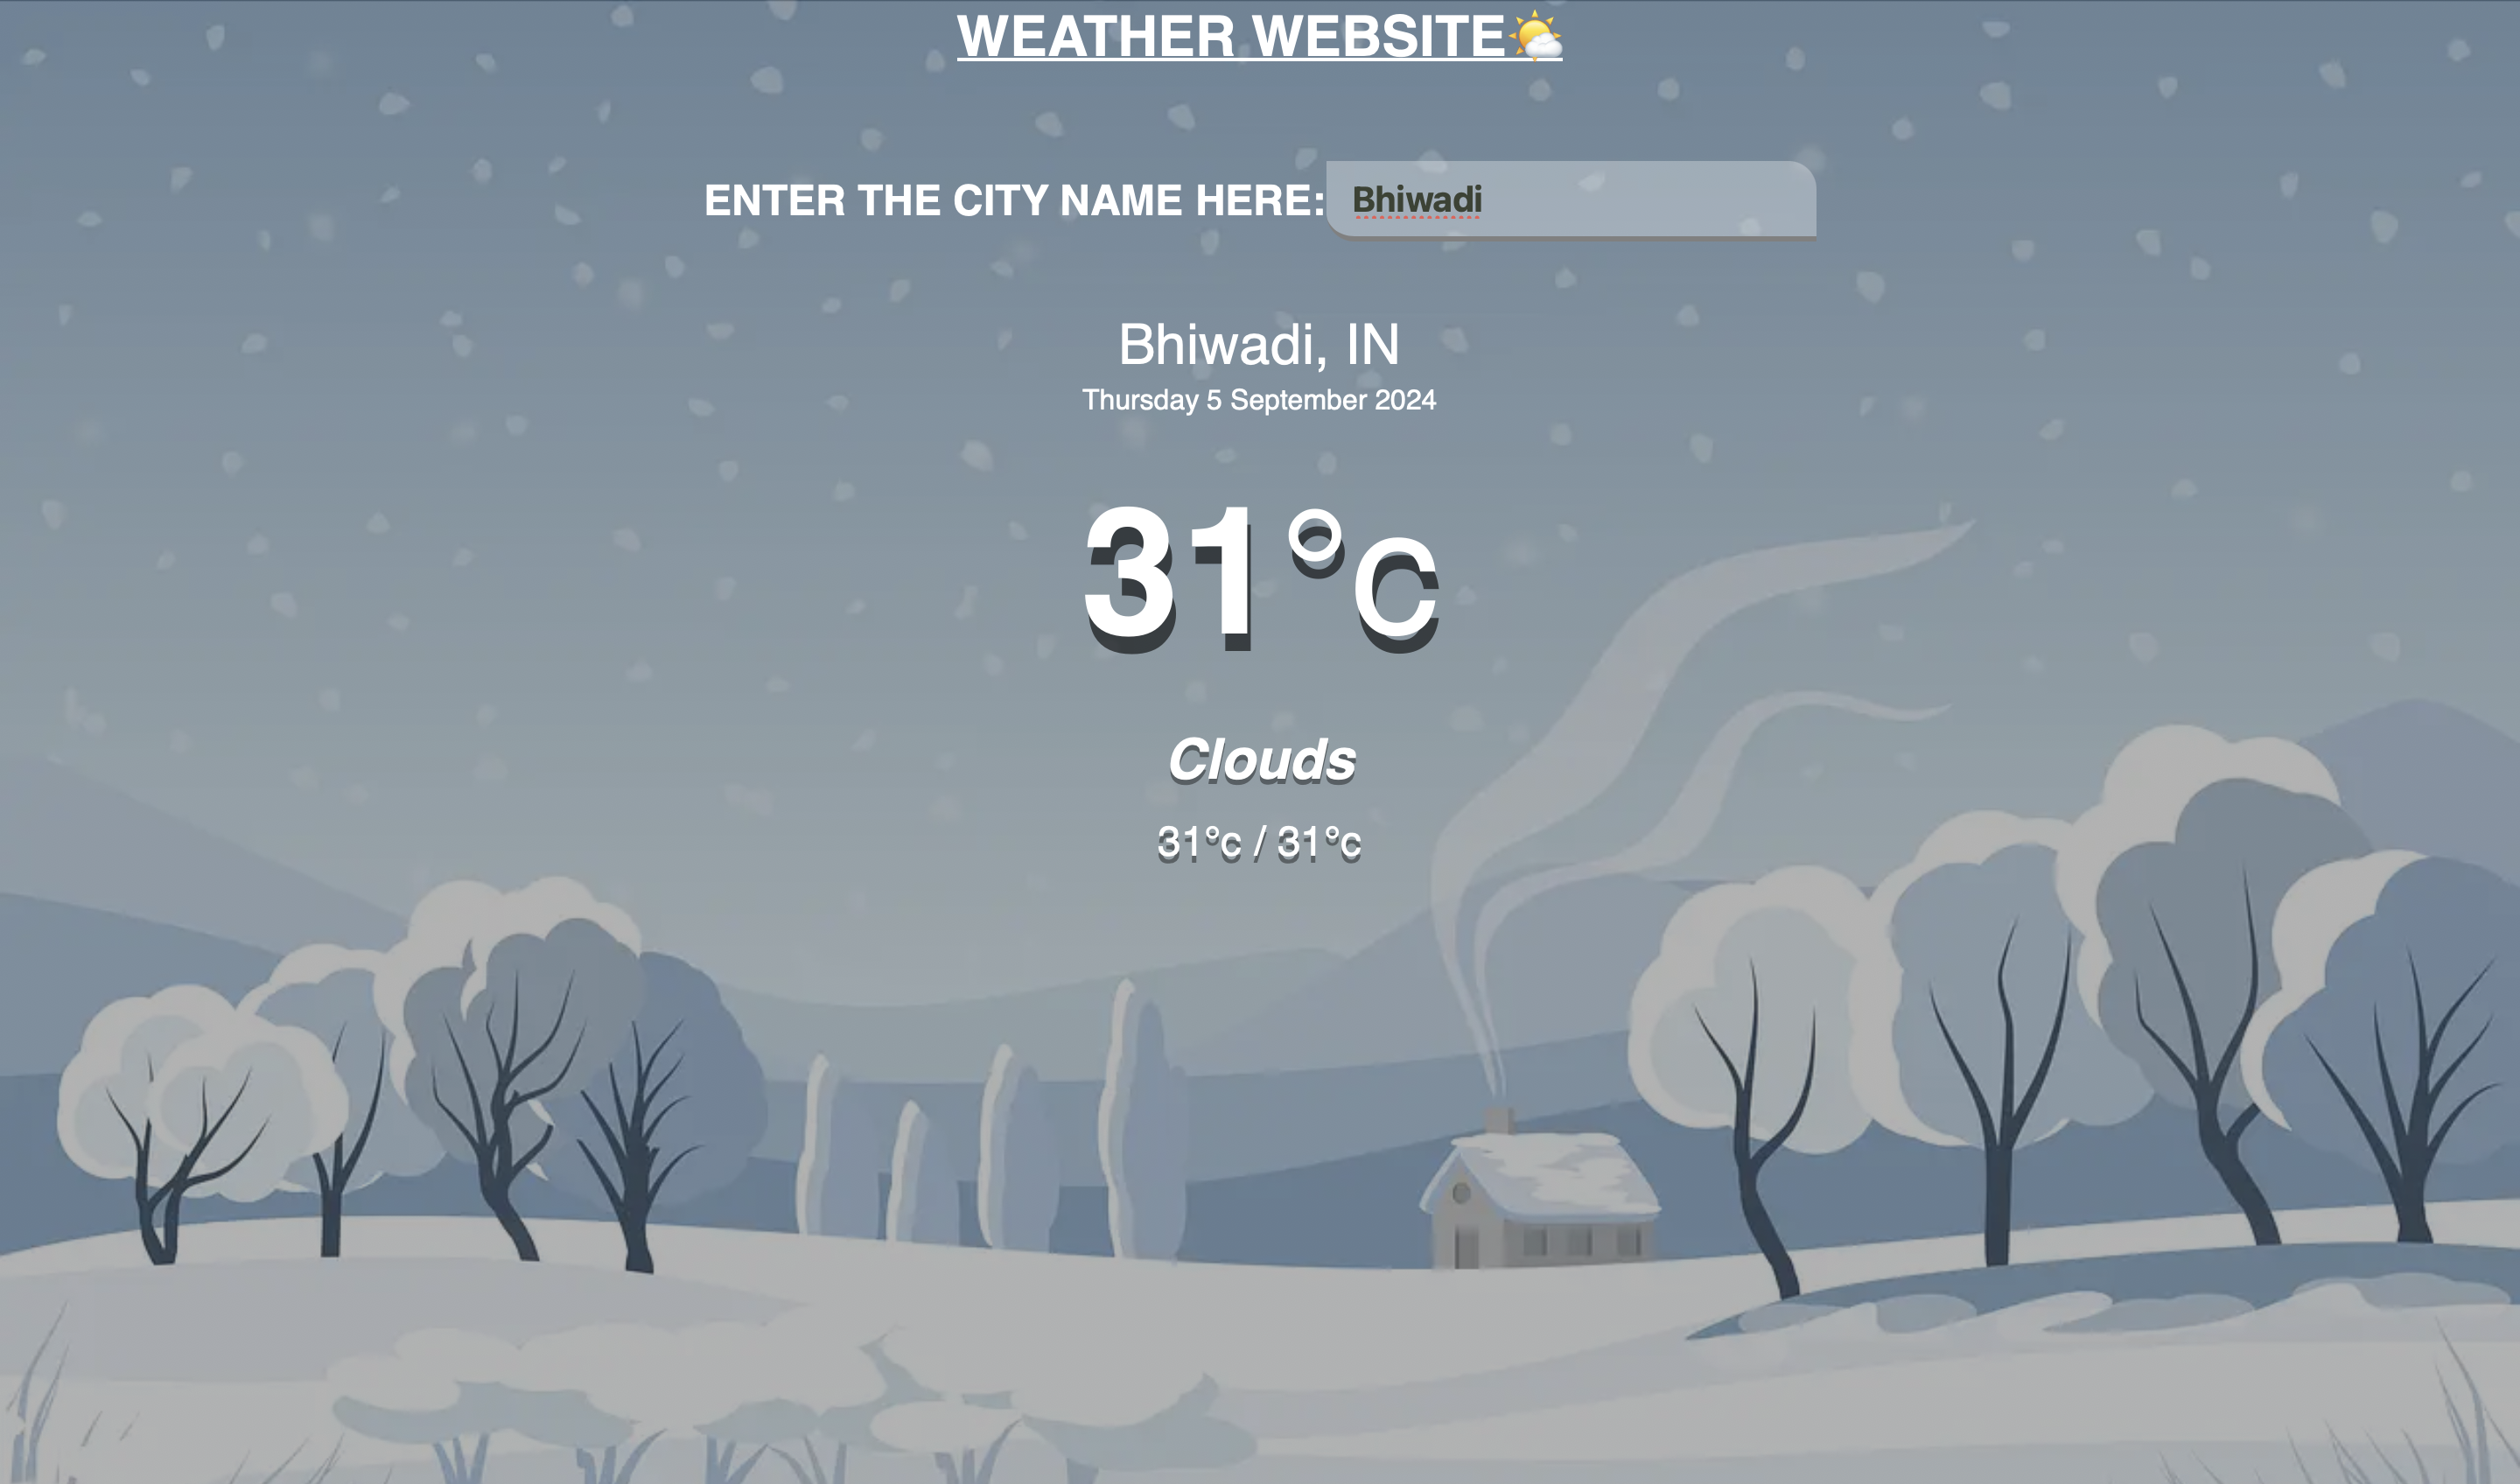 WEATHER WEBSITE🌤️
ENTER THE CITY NAME HERE: Bhiwadi
Bhiwadi, IN
Thursday 5 September 2024
31°c
Clouds
31°c / 31°c